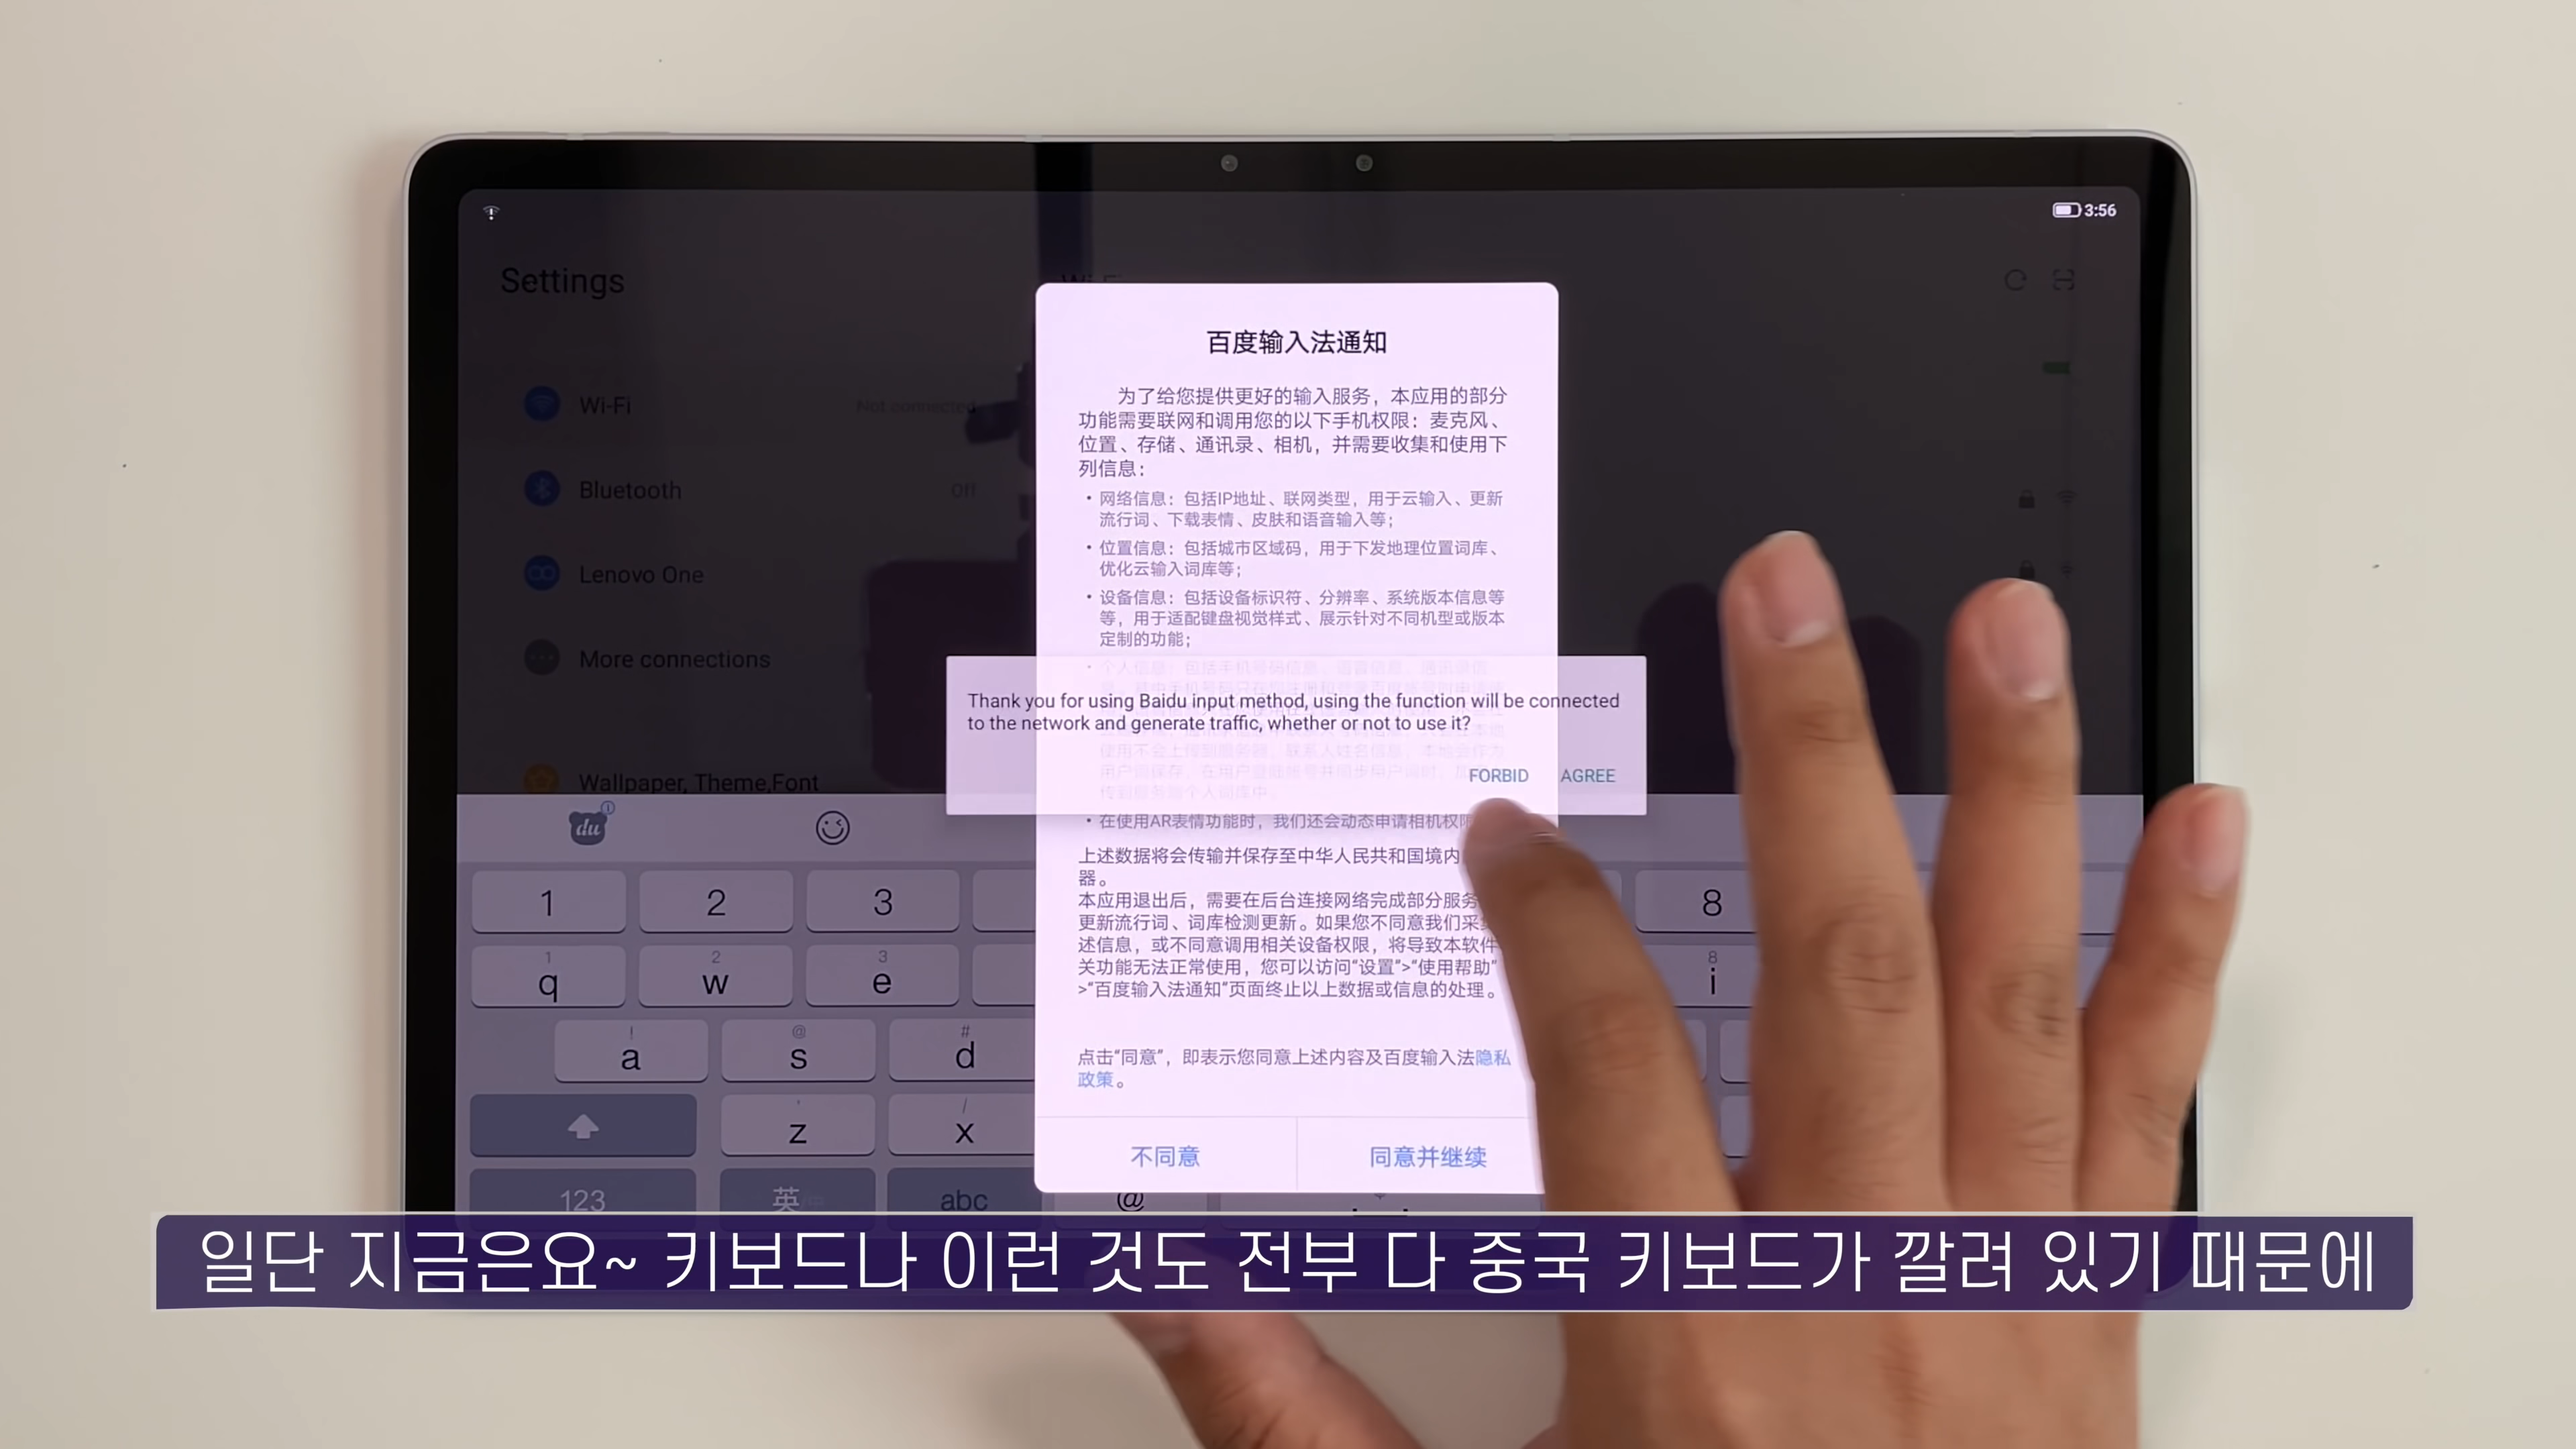 3:56
Settings
Wi-Fi
Wi-Fi
Not connected
Bluetooth
Off
Lenovo One
More connections
Wallpaper, Theme,Font
百度输入法通知
为了给您提供更好的输入服务，本应用的部分
功能需要联网和调用您的以下手机权限：麦克风、
位置、存储、通讯录、相机，并需要收集和使用下
列信息：
• 网络信息：包括IP地址、联网类型，用于云输入、更新
流行词、下载表情、皮肤和语音输入等；
• 位置信息：包括城市区域码，用于下发地理位置词库、
优化云输入词库等；
• 设备信息：包括设备标识符、分辨率、系统版本信息等
等，用于适配键盘视觉样式、展示针对不同机型或版本
定制的功能；
Thank you for using Baidu input method, using the function will be connected
to the network and generate traffic, whether or not to use it?
FORBID AGREE
• 在使用AR表情功能时，我们还会动态申请相机权限
上述数据将会传输并保存至中华人民共和国境内
器。
本应用退出后，需要在后台连接网络完成部分服务
更新流行词、词库检测更新。如果您不同意我们采集
述信息，或不同意调用相关设备权限，将导致本软件
关功能无法正常使用，您可以访问“设置”>“使用帮助”
>“百度输入法通知”页面终止以上数据或信息的处理。
点击“同意”，即表示您同意上述内容及百度输入法隐私
政策。
不同意 同意并继续
du
1 2 3 8
1 2 3 8
q w e i
! @ #
a s d
' /
z x
123 英 abc @
일단 지금은요~ 키보드나 이런 것도 전부 다 중국 키보드가 깔려 있기 때문에